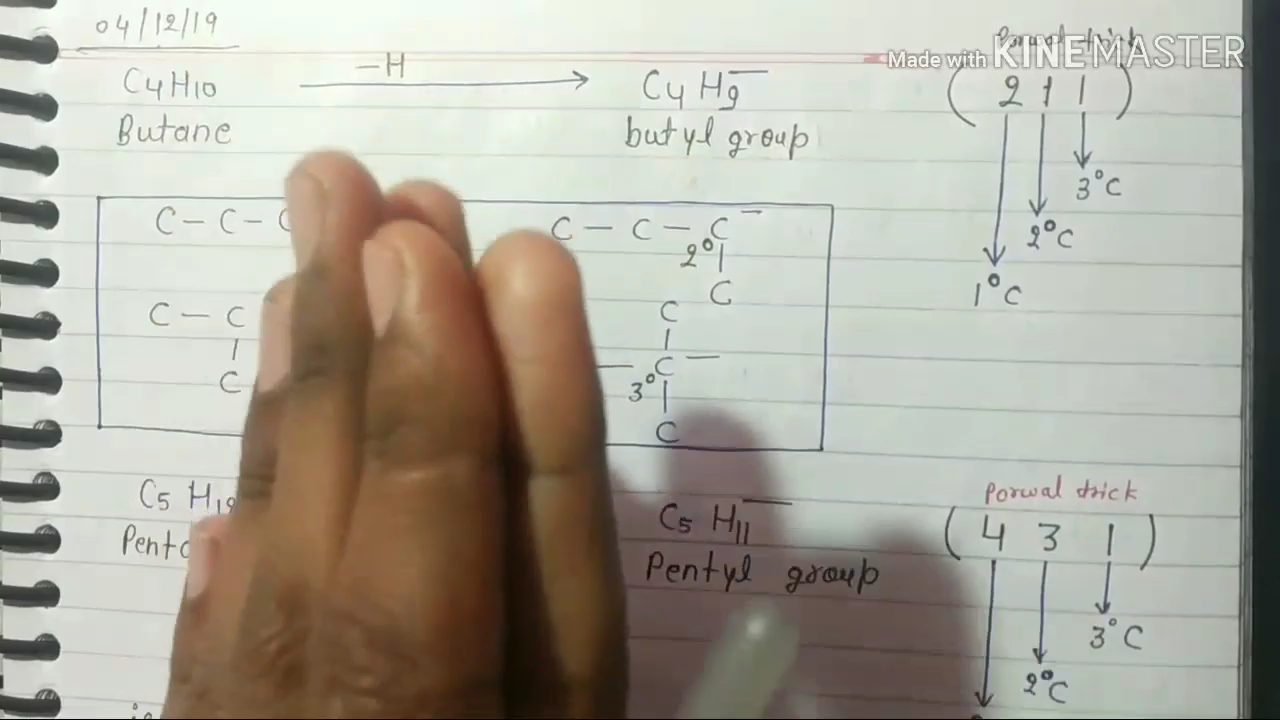 04/12/19
Made with KINEMASTER
C4H10 –H C4H9–
( 2 1 1 )
Butane
butyl group
3°C
2°C
1°C
C – C – C
C – C – C–
2°
|
C
C – C
|
C
C
|
– C –
3°
|
C
C5 H
Porwal trick
C5 H11–
( 4 3 1 )
Pentyl group
3°C
2°C